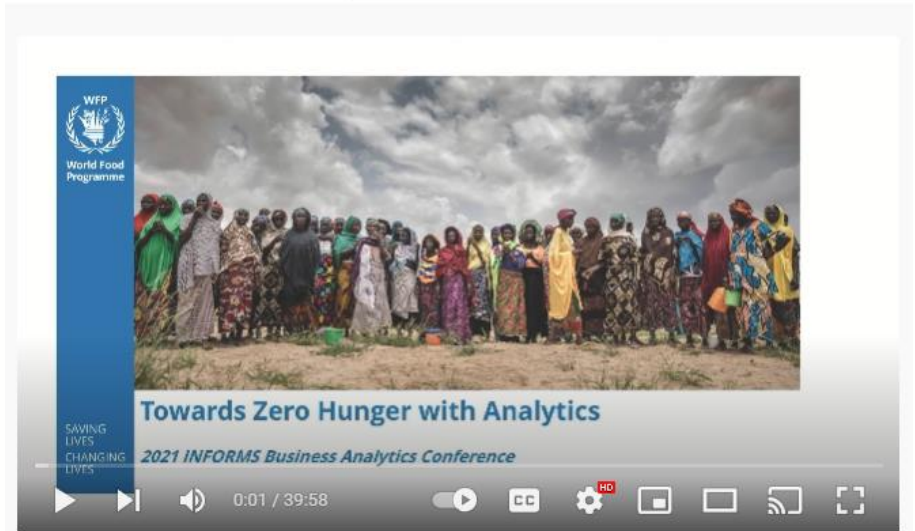 WFP
World Food
Programme
Towards Zero Hunger with Analytics
2021 INFORMS Business Analytics Conference
SAVING
LIVES
CHANGING
LIVES
0:01 / 39:58
CC
HD